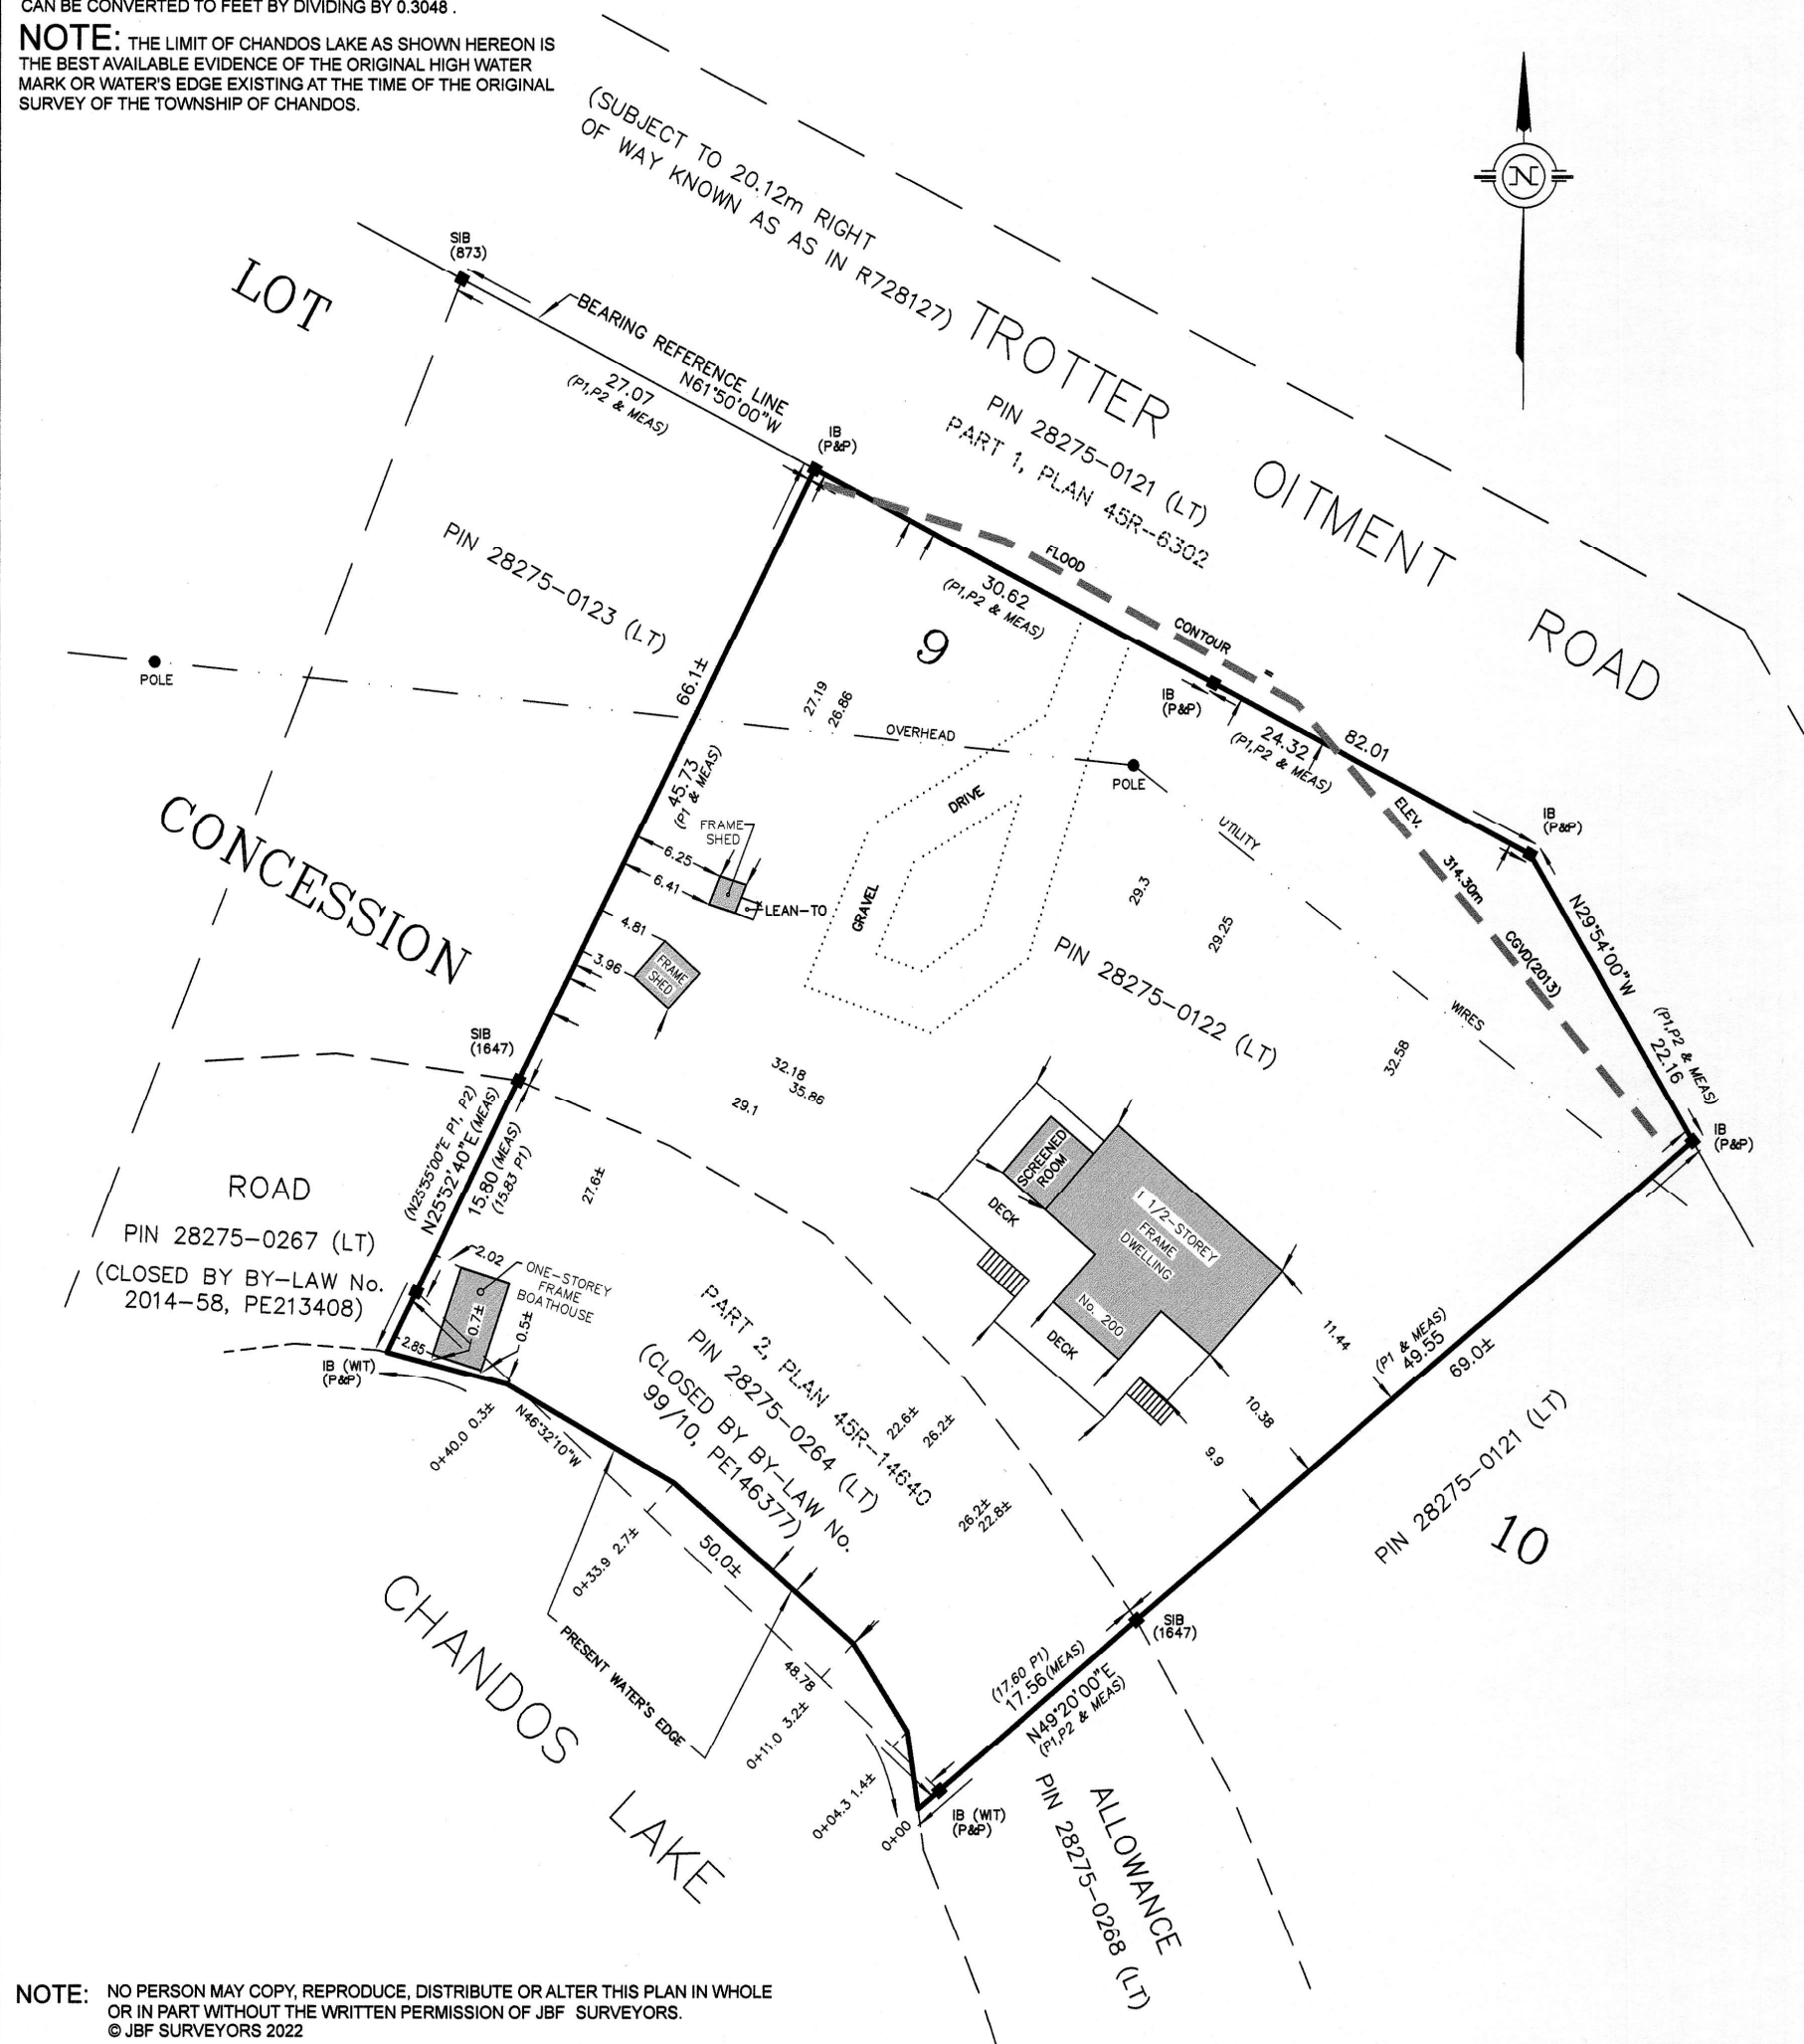 CAN BE CONVERTED TO FEET BY DIVIDING BY 0.3048 .
NOTE: THE LIMIT OF CHANDOS LAKE AS SHOWN HEREON IS
THE BEST AVAILABLE EVIDENCE OF THE ORIGINAL HIGH WATER
MARK OR WATER'S EDGE EXISTING AT THE TIME OF THE ORIGINAL
SURVEY OF THE TOWNSHIP OF CHANDOS.
(SUBJECT TO 20.12m RIGHT
OF WAY KNOWN AS AS IN R728127)
N
TROTTER
OITMENT
ROAD
PIN 28275-0121 (LT)
PART 1, PLAN 45R-6302
SIB
(873)
LOT
BEARING REFERENCE LINE
N61°50'00"W
27.07
(P1,P2 & MEAS)
IB
(P&P)
PIN 28275-0123 (LT)
FLOOD
CONTOUR
ELEV.
314.30m
CGVD(2013)
30.62
(P1,P2 & MEAS)
9
IB
(P&P)
24.32
(P1,P2 & MEAS)
82.01
IB
(P&P)
POLE
66.1±
27.19
26.86
OVERHEAD
POLE
45.73
(P1 & MEAS)
DRIVE
GRAVEL
UTILITY
WIRES
FRAME
SHED
6.25
6.41
LEAN-TO
4.81
3.96
FRAME
SHED
CONCESSION
29.3
29.25
PIN 28275-0122 (LT)
32.58
N29°54'00"W
(P1,P2 & MEAS)
22.16
IB
(P&P)
SIB
(1647)
32.18
35.86
29.1
(N25°55'00"E P1, P2)
N25°52'40"E (MEAS)
15.80 (MEAS)
(15.83 P1)
27.6±
ROAD
PIN 28275-0267 (LT)
(CLOSED BY BY-LAW No.
2014-58, PE213408)
SCREENED
ROOM
DECK
1 1/2-STOREY
FRAME
DWELLING
No. 200
DECK
2.02
ONE-STOREY
FRAME
BOATHOUSE
0.7±
0.5±
2.85
IB (WIT)
(P&P)
PART 2, PLAN 45R-14640
PIN 28275-0264 (LT)
(CLOSED BY BY-LAW No.
99/10, PE146377)
11.44
10.38
9.9
(P1 & MEAS)
49.55
69.0±
22.6±
26.2±
26.2±
22.8±
PIN 28275-0121 (LT)
10
0+40.0 0.3±
N46°32'10"W
0+33.9 2.7±
50.0±
PRESENT WATER'S EDGE
48.78
0+11.0 3.2±
0+04.3 1.4±
0+00
CHANDOS
LAKE
SIB
(1647)
(17.60 P1)
17.56 (MEAS)
N49°20'00"E
(P1,P2 & MEAS)
IB (WIT)
(P&P)
ALLOWANCE
PIN 28275-0268 (LT)
NOTE: NO PERSON MAY COPY, REPRODUCE, DISTRIBUTE OR ALTER THIS PLAN IN WHOLE
OR IN PART WITHOUT THE WRITTEN PERMISSION OF JBF SURVEYORS.
© JBF SURVEYORS 2022